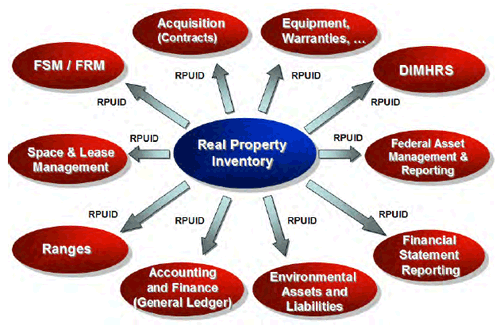 Acquisition
(Contracts)
Equipment,
Warranties, ...
FSM / FRM
DIMHRS
RPUID
RPUID
RPUID
RPUID
Space & Lease
Management
RPUID
Real Property
Inventory
RPUID
Federal Asset
Management &
Reporting
RPUID
RPUID
RPUID
RPUID
Ranges
Accounting
and Finance
(General Ledger)
Environmental
Assets and
Liabilities
Financial
Statement
Reporting